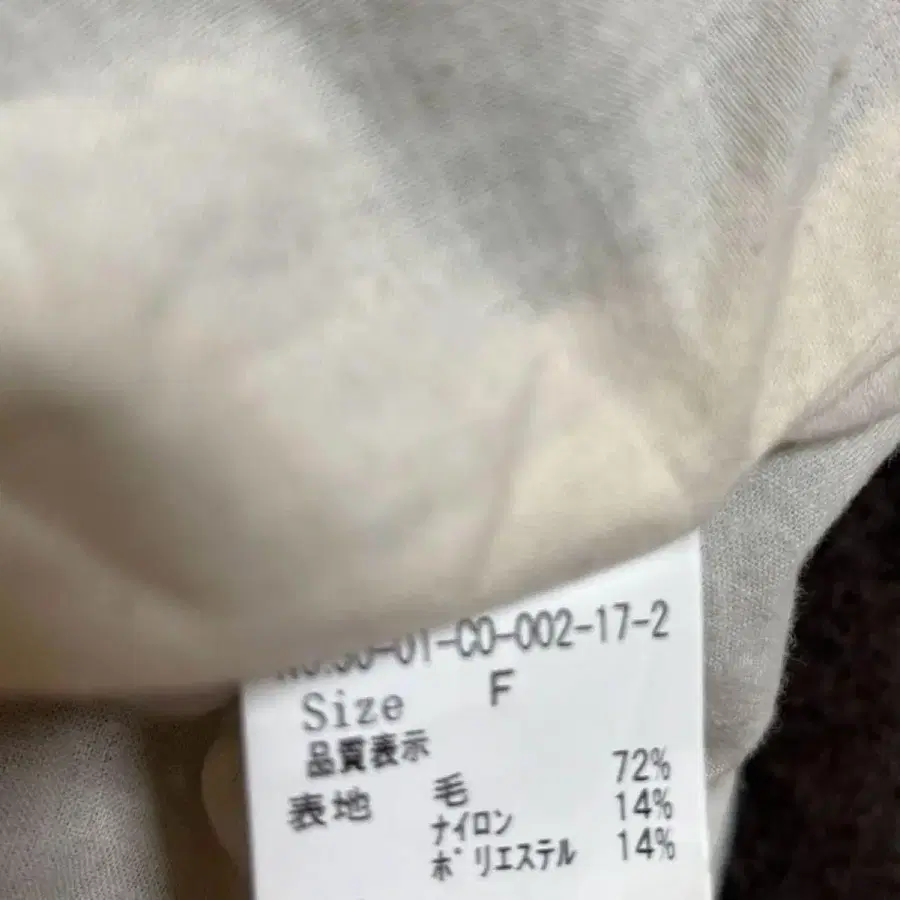 -01-CO-002-17-2
Size F
品質表示
表地 毛 72%
ナイロン 14%
ポリエステル 14%